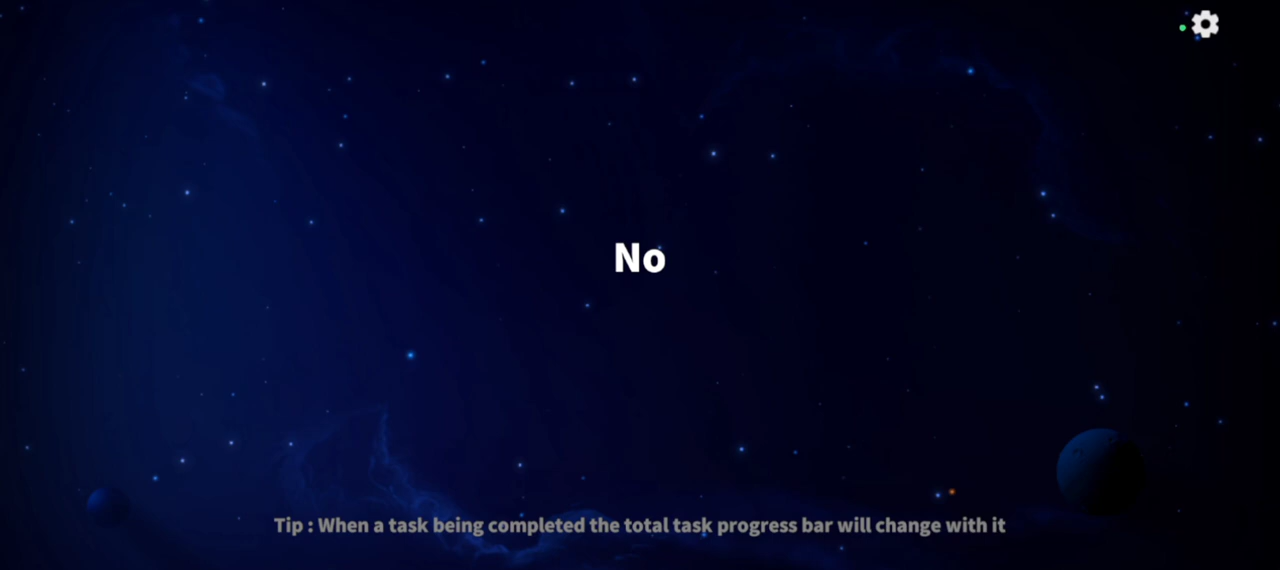 No
Tip : When a task being completed the total task progress bar will change with it